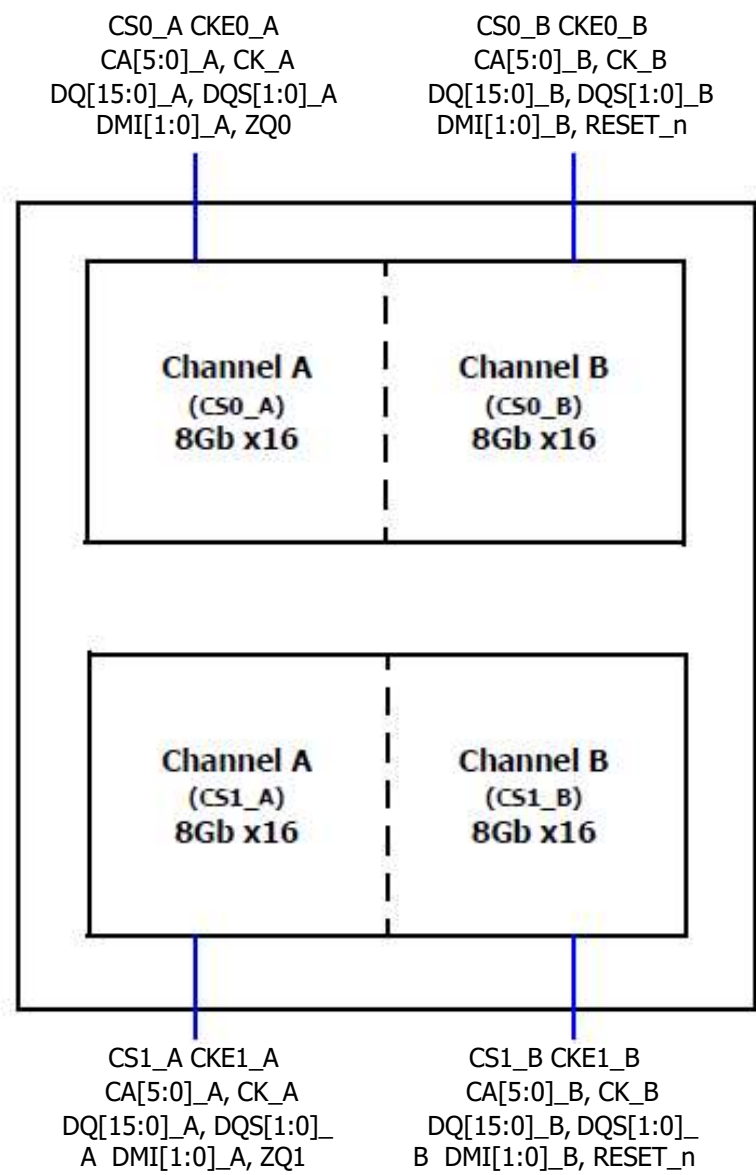 CS0_A CKE0_A
CA[5:0]_A, CK_A
DQ[15:0]_A, DQS[1:0]_A
DMI[1:0]_A, ZQ0
CS0_B CKE0_B
CA[5:0]_B, CK_B
DQ[15:0]_B, DQS[1:0]_B
DMI[1:0]_B, RESET_n
Channel A
(CS0_A)
8Gb x16
Channel B
(CS0_B)
8Gb x16
Channel A
(CS1_A)
8Gb x16
Channel B
(CS1_B)
8Gb x16
CS1_A CKE1_A
CA[5:0]_A, CK_A
DQ[15:0]_A, DQS[1:0]_
A DMI[1:0]_A, ZQ1
CS1_B CKE1_B
CA[5:0]_B, CK_B
DQ[15:0]_B, DQS[1:0]_
B DMI[1:0]_B, RESET_n